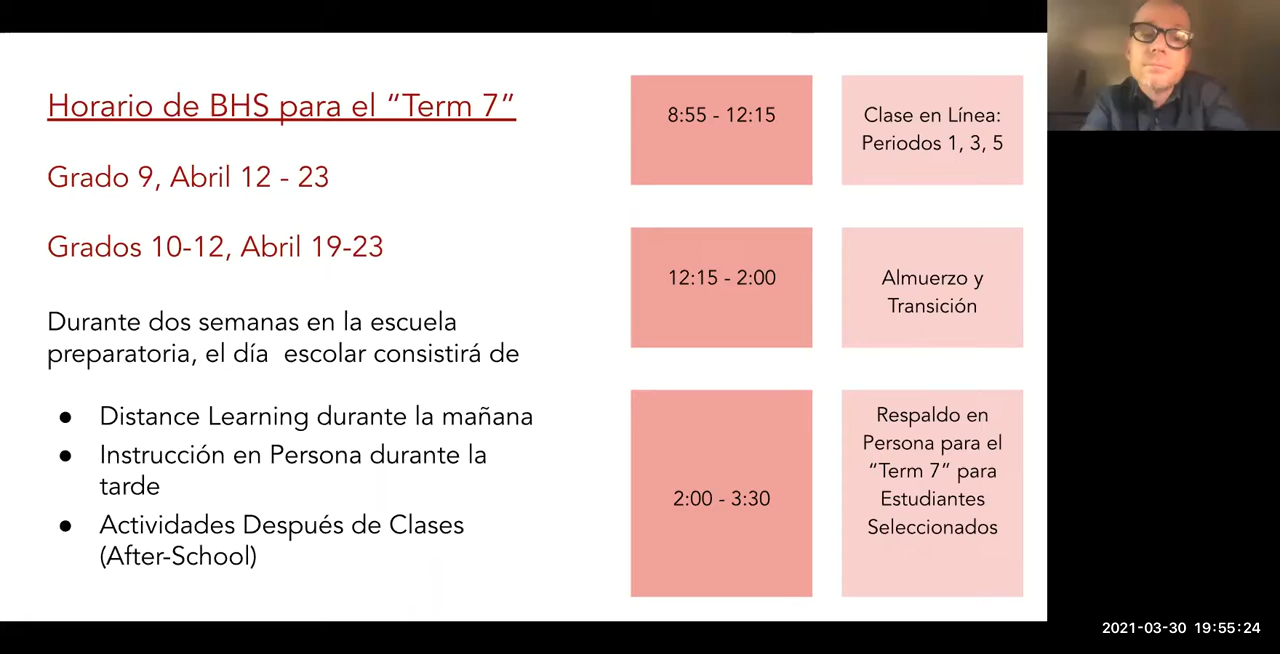 Horario de BHS para el “Term 7”
Grado 9, Abril 12 - 23
Grados 10-12, Abril 19-23
Durante dos semanas en la escuela
preparatoria, el día  escolar consistirá de
● Distance Learning durante la mañana
● Instrucción en Persona durante la
tarde
● Actividades Después de Clases
(After-School)
8:55 - 12:15
Clase en Línea:
Periodos 1, 3, 5
12:15 - 2:00
Almuerzo y
Transición
2:00 - 3:30
Respaldo en
Persona para el
“Term 7” para
Estudiantes
Seleccionados
2021-03-30 19:55:24